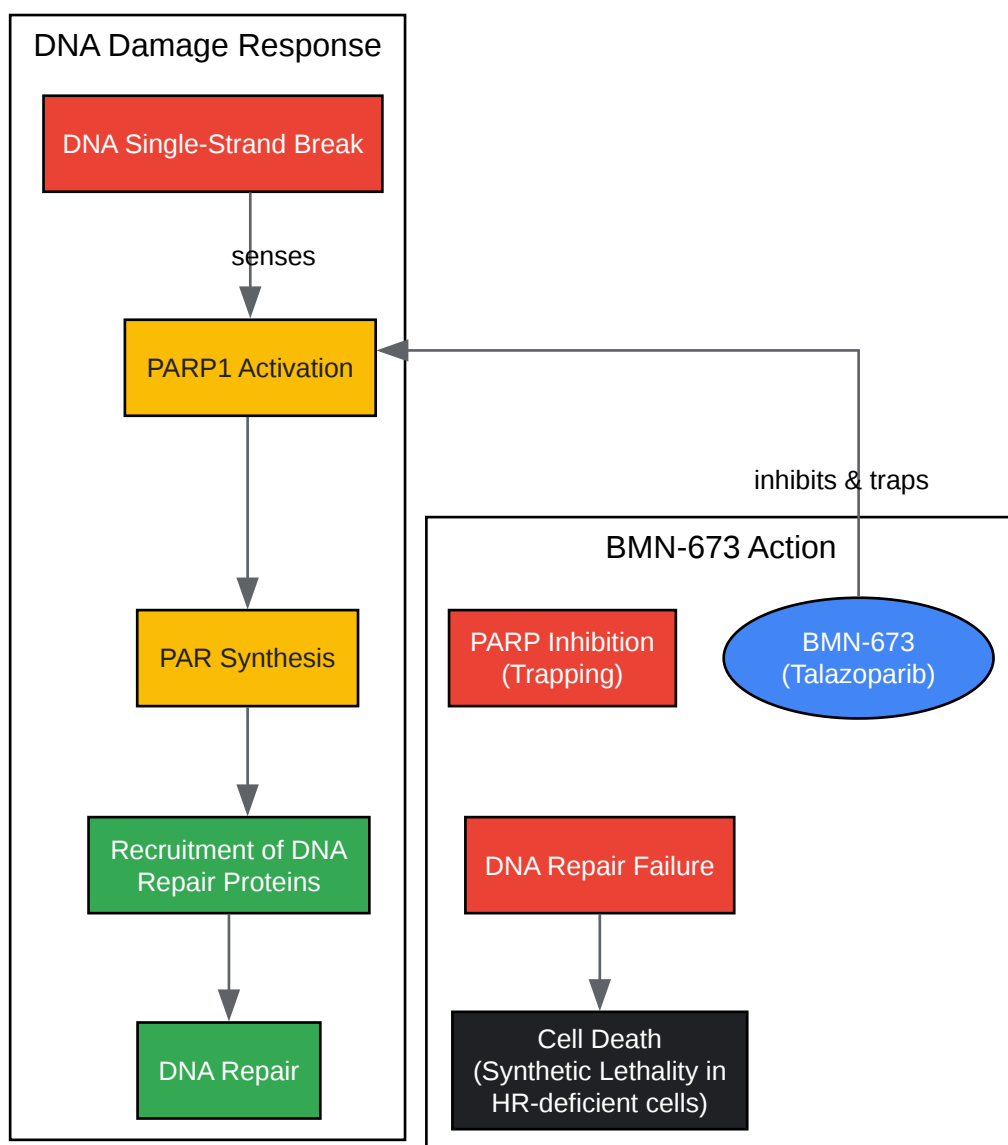 DNA Damage Response
DNA Single-Strand Break
senses
PARP1 Activation
inhibits & traps
BMN-673 Action
PAR Synthesis
PARP Inhibition
(Trapping)
BMN-673
(Talazoparib)
Recruitment of DNA
Repair Proteins
DNA Repair Failure
DNA Repair
Cell Death
(Synthetic Lethality in
HR-deficient cells)